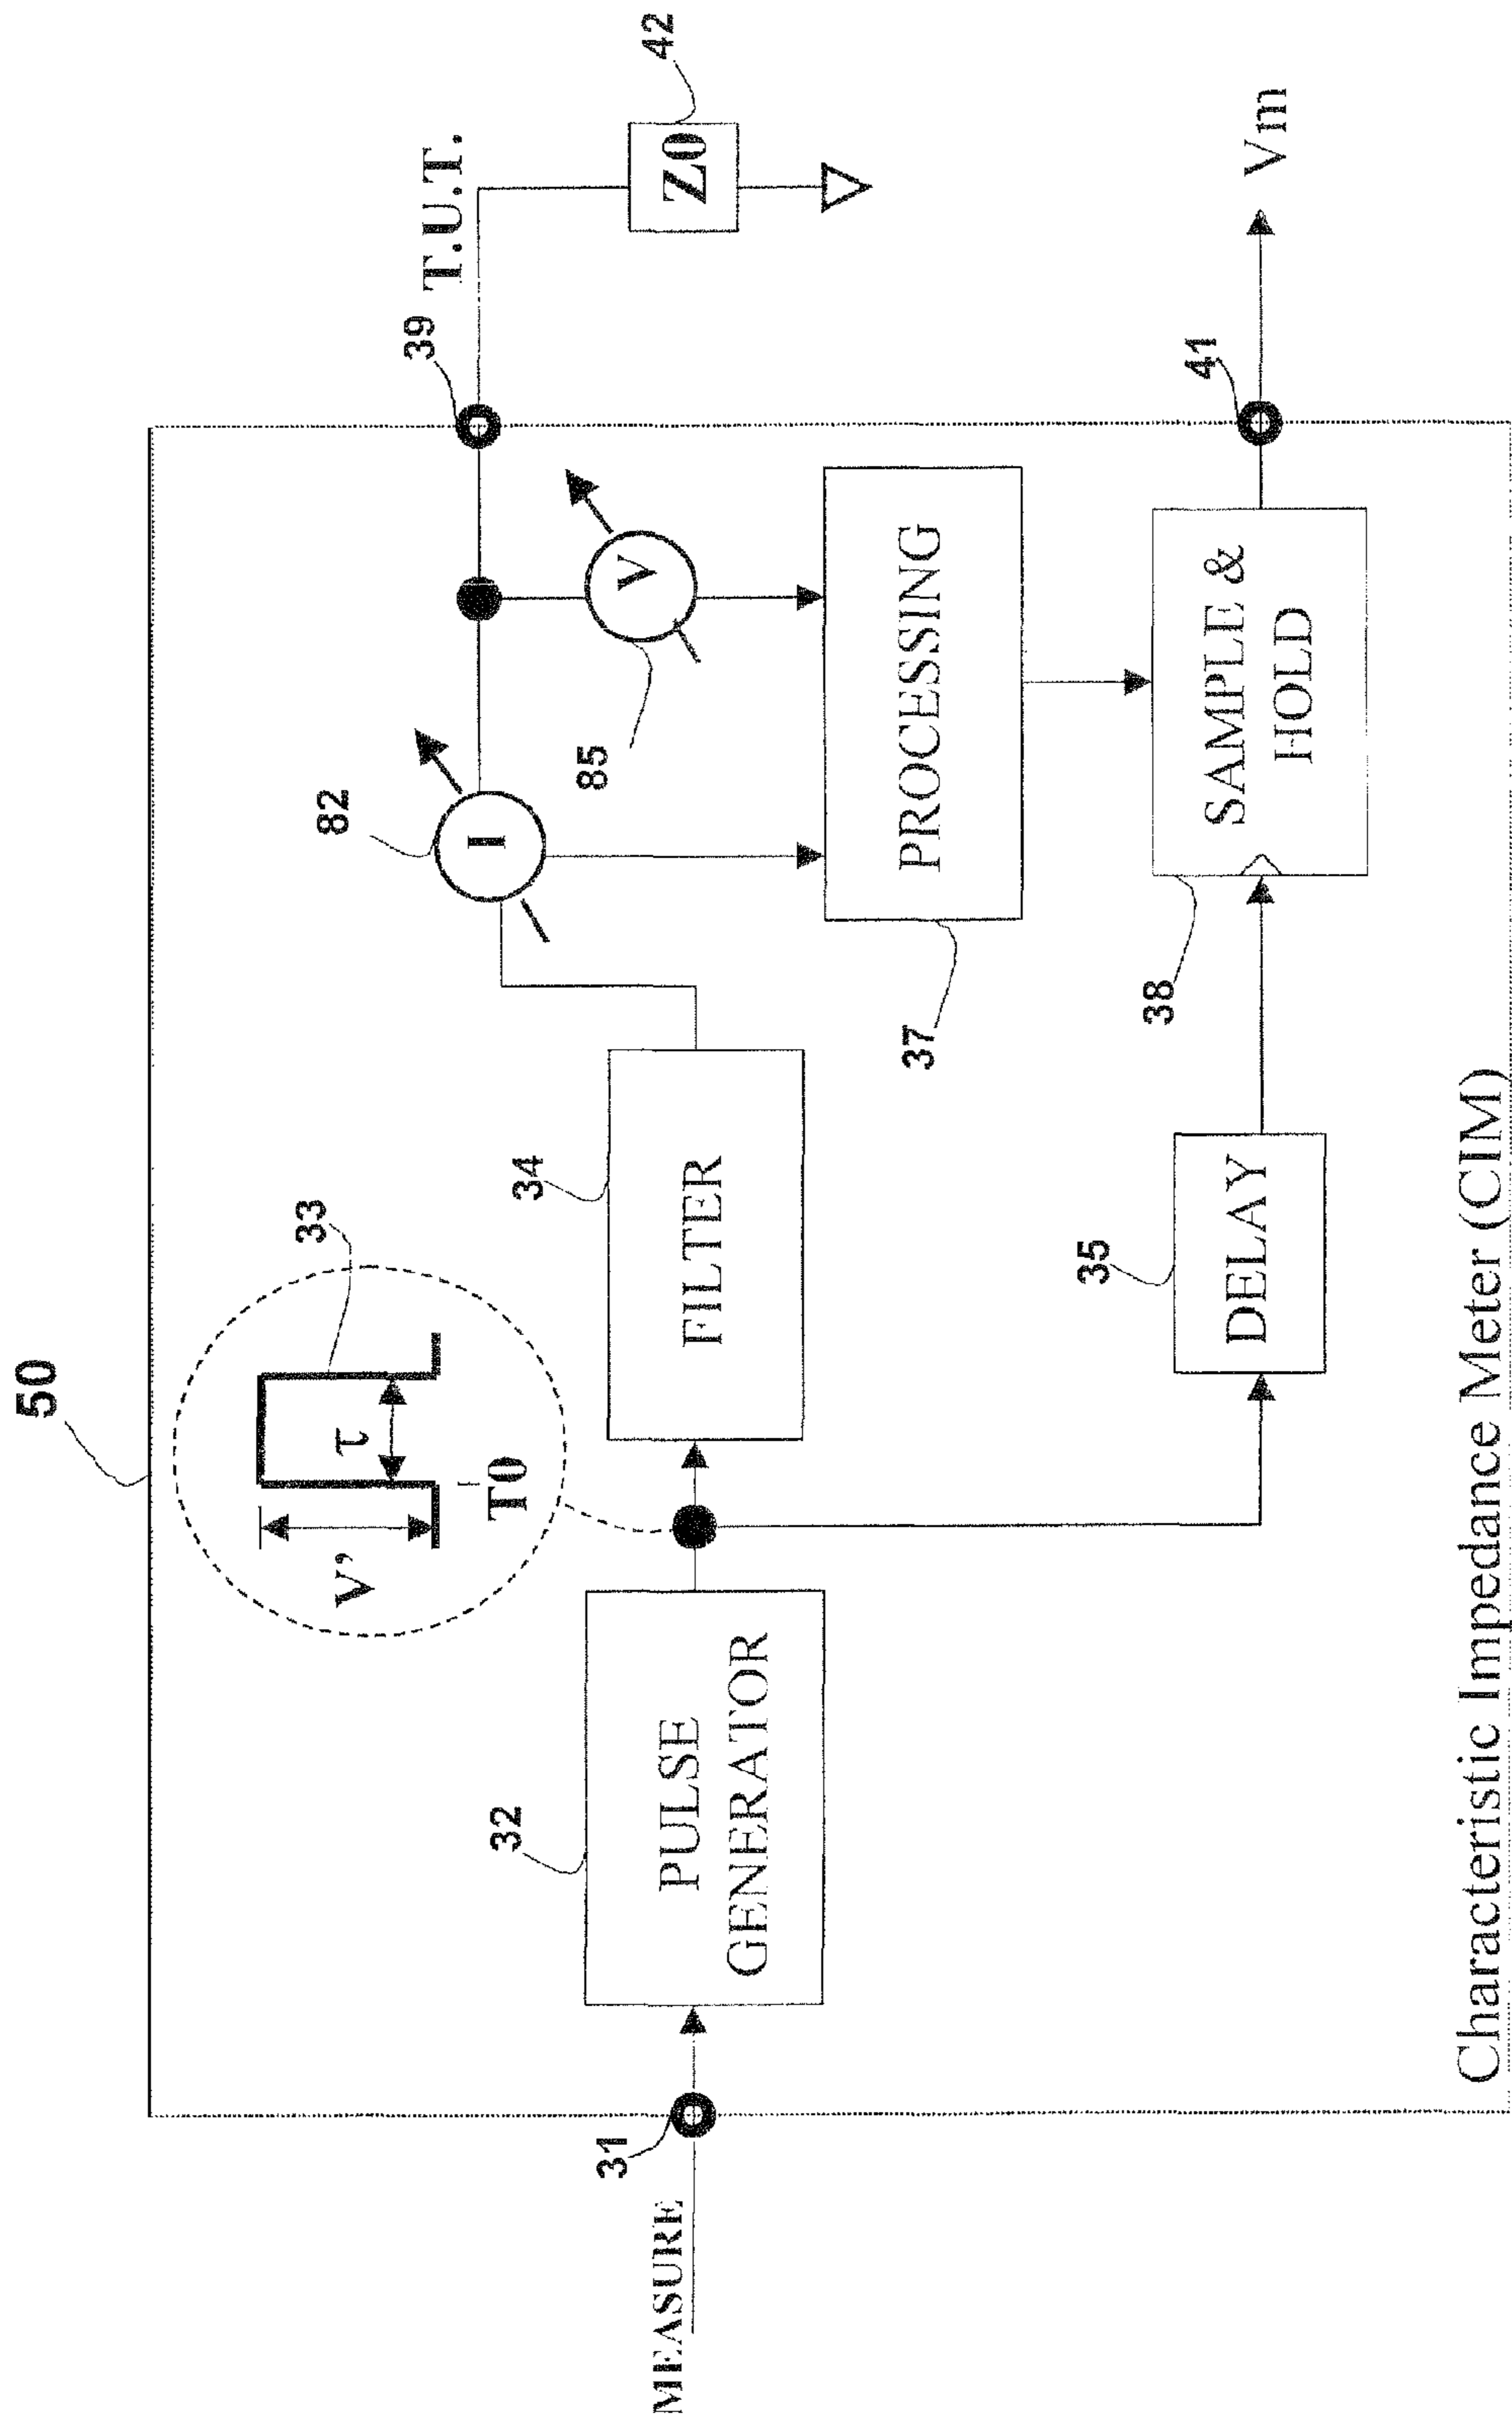 50
33
V'
τ
T0
MEASURE
31
32
PULSE
GENERATOR
34
FILTER
82
I
85
V
39
T.U.T.
42
Z0
37
PROCESSING
35
DELAY
38
SAMPLE &
HOLD
41
Vm
Characteristic Impedance Meter (CIM)